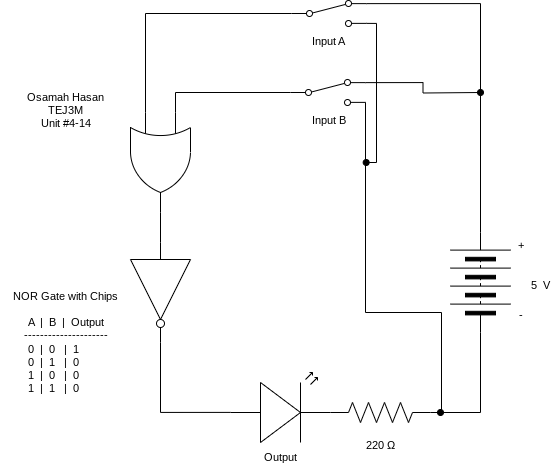 Input A
Osamah Hasan
TEJ3M
Unit #4-14
Input B
+
5 V
-
NOR Gate with Chips
A | B | Output
---------------------
0 | 0 | 1
0 | 1 | 0
1 | 0 | 0
1 | 1 | 0
220 Ω
Output